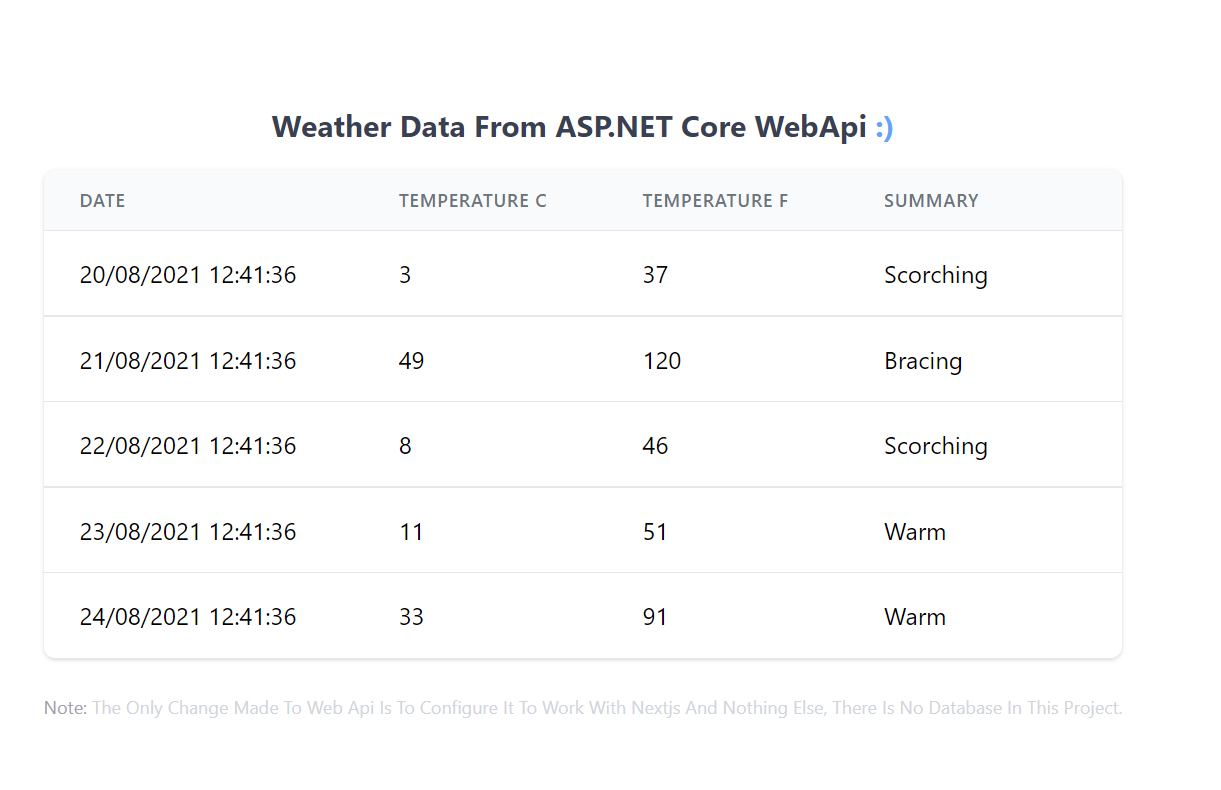 Weather Data From ASP.NET Core WebApi :)
DATE TEMPERATURE C TEMPERATURE F SUMMARY
20/08/2021 12:41:36 3 37 Scorching
21/08/2021 12:41:36 49 120 Bracing
22/08/2021 12:41:36 8 46 Scorching
23/08/2021 12:41:36 11 51 Warm
24/08/2021 12:41:36 33 91 Warm
Note: The Only Change Made To Web Api Is To Configure It To Work With Nextjs And Nothing Else, There Is No Database In This Project.